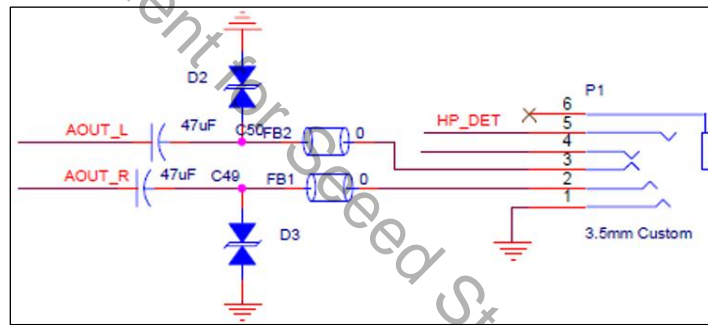 ment for Seeed St
D2
P1
6
AOUT_L
47uF
C50
FB2
0
HP_DET
5
4
3
AOUT_R
47uF
C49
FB1
0
2
1
D3
3.5mm Custom